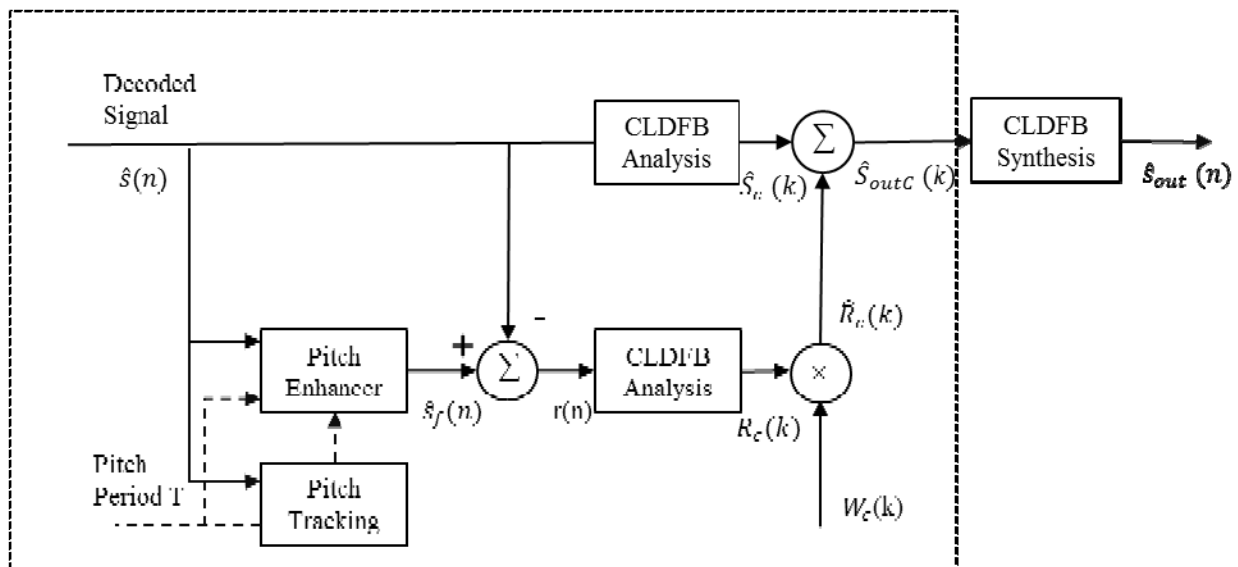 Decoded
Signal
ŝ(n)
CLDFB
Analysis
Σ
Ŝ_c (k)
Ŝ_outC (k)
CLDFB
Synthesis
ŝ_out (n)
Pitch
Enhancer
+
-
Σ
ŝ_f(n)
r(n)
CLDFB
Analysis
R_c(k)
×
R̂_c(k)
W_c(k)
Pitch
Period T
Pitch
Tracking